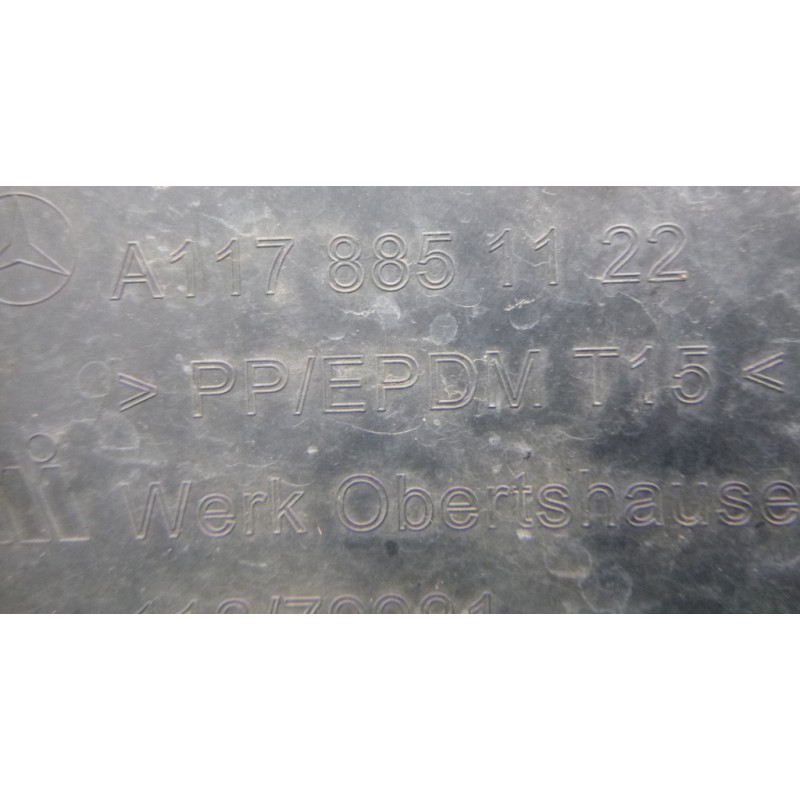 A117 885 11 22
> PP/EPDM T15 <
Werk Obertshause